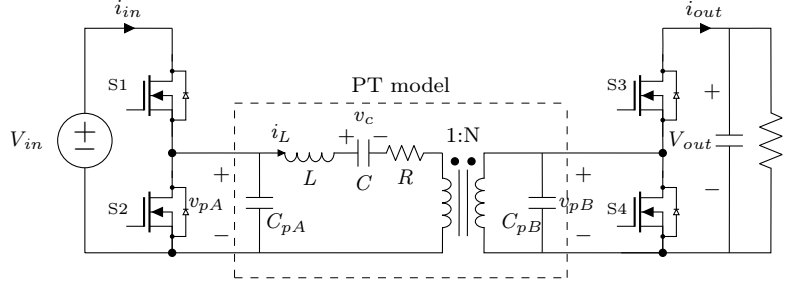 i_in
i_out
S1
S3
PT model
v_c
V_in
i_L
+
−
1:N
+
L
C
R
V_out
S2
v_pA
+
C_pA
C_pB
v_pB
+
S4
−
−
−